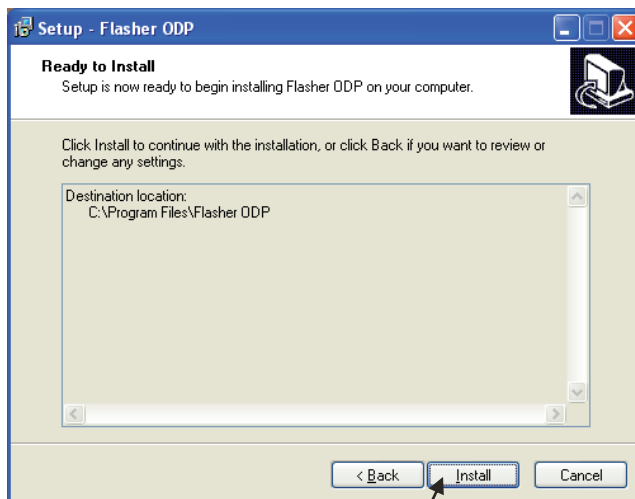 Setup - Flasher ODP
Ready to Install
Setup is now ready to begin installing Flasher ODP on your computer.
Click Install to continue with the installation, or click Back if you want to review or
change any settings.
Destination location:
C:\Program Files\Flasher ODP
< Back
Install
Cancel